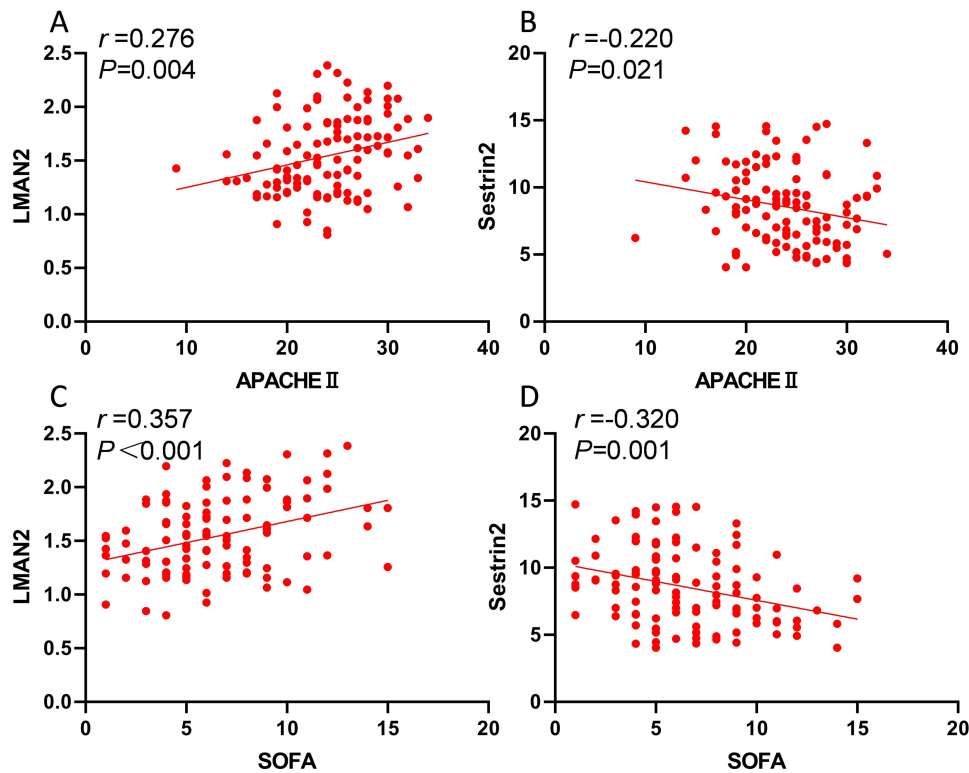 A
r=0.276
P=0.004
2.5
2.0
1.5
1.0
0.5
0.0
LMAN2
0
10
20
30
40
APACHE Ⅱ
B
r=-0.220
P=0.021
20
15
10
5
0
Sestrin2
0
10
20
30
40
APACHE Ⅱ
C
r=0.357
P<0.001
2.5
2.0
1.5
1.0
0.5
0.0
LMAN2
0
5
10
15
20
SOFA
D
r=-0.320
P=0.001
20
15
10
5
0
Sestrin2
0
5
10
15
20
SOFA